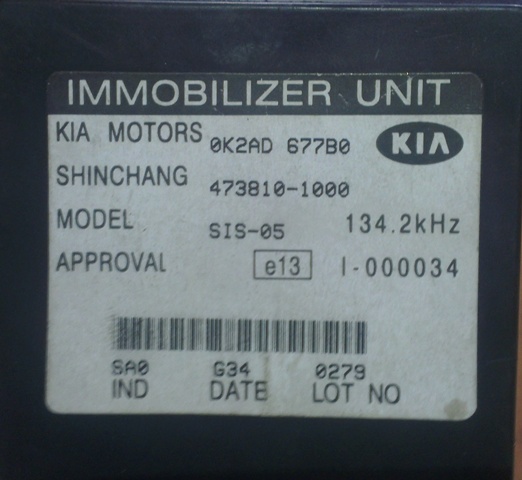 IMMOBILIZER UNIT
KIA MOTORS 0K2AD 677B0 KIA
SHINCHANG 473810-1000
MODEL SIS-05 134.2kHz
APPROVAL e13 I-000034
SA0 G34 0279
IND DATE LOT NO